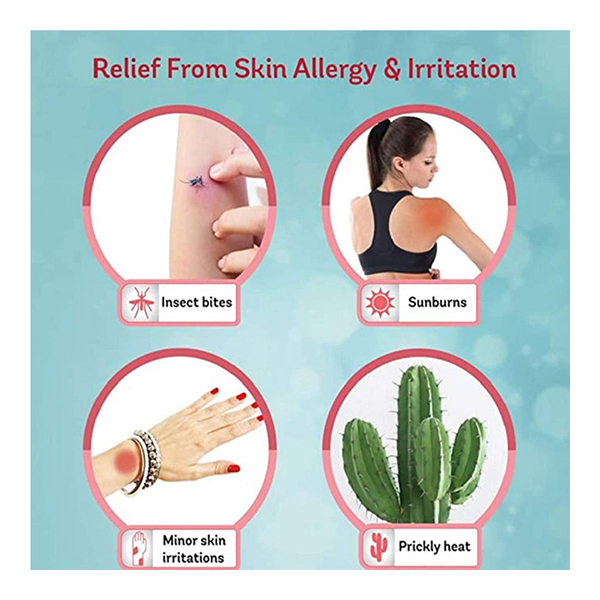 Relief From Skin Allergy & Irritation
Insect bites
Sunburns
Minor skin
irritations
Prickly heat